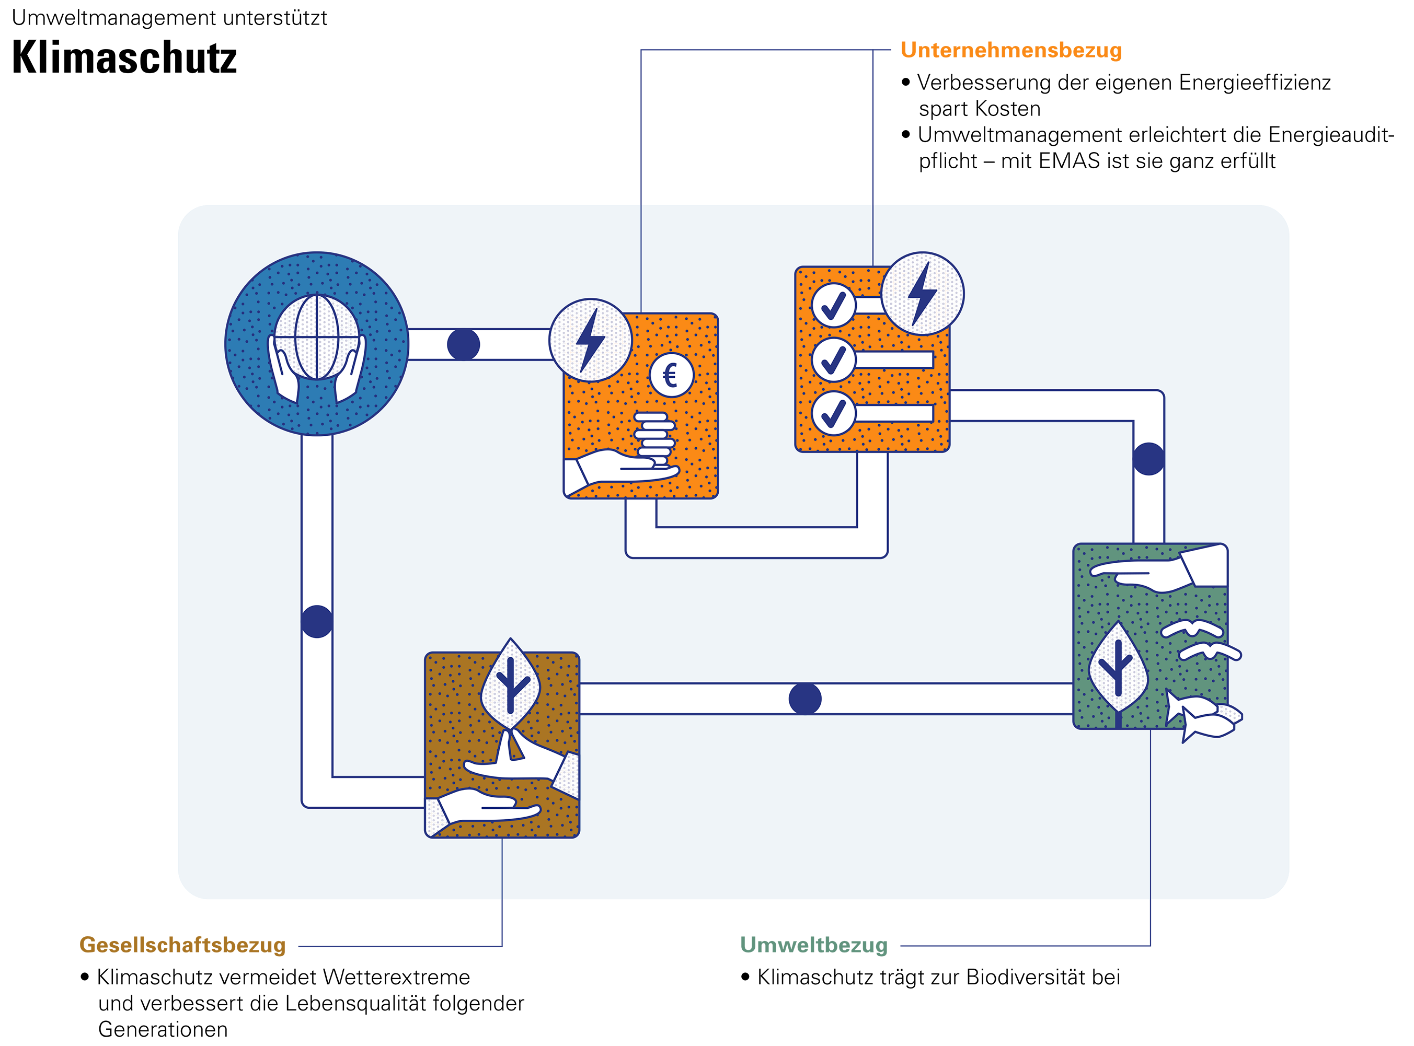 Umweltmanagement unterstützt
Klimaschutz
Unternehmensbezug
• Verbesserung der eigenen Energieeffizienz
spart Kosten
• Umweltmanagement erleichtert die Energieaudit-
pflicht – mit EMAS ist sie ganz erfüllt
€
Gesellschaftsbezug
• Klimaschutz vermeidet Wetterextreme
und verbessert die Lebensqualität folgender
Generationen
Umweltbezug
• Klimaschutz trägt zur Biodiversität bei